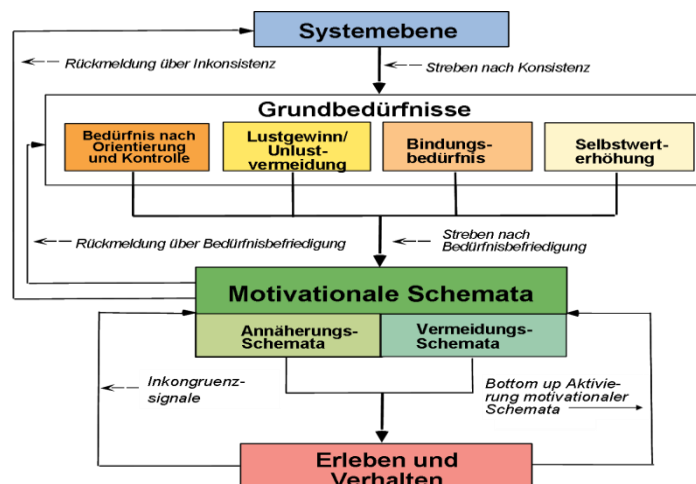 Systemebene
Rückmeldung über Inkonsistenz
Streben nach Konsistenz
Grundbedürfnisse
Bedürfnis nach
Orientierung
und Kontrolle
Lustgewinn/
Unlust-
vermeidung
Bindungs-
bedürfnis
Selbstwert-
erhöhung
Rückmeldung über Bedürfnisbefriedigung
Streben nach
Bedürfnisbefriedigung
Motivationale Schemata
Annäherungs-
Schemata
Vermeidungs-
Schemata
Inkongruenz-
signale
Bottom up Aktivie-
rung motivationaler
Schemata
Erleben und
Verhalten